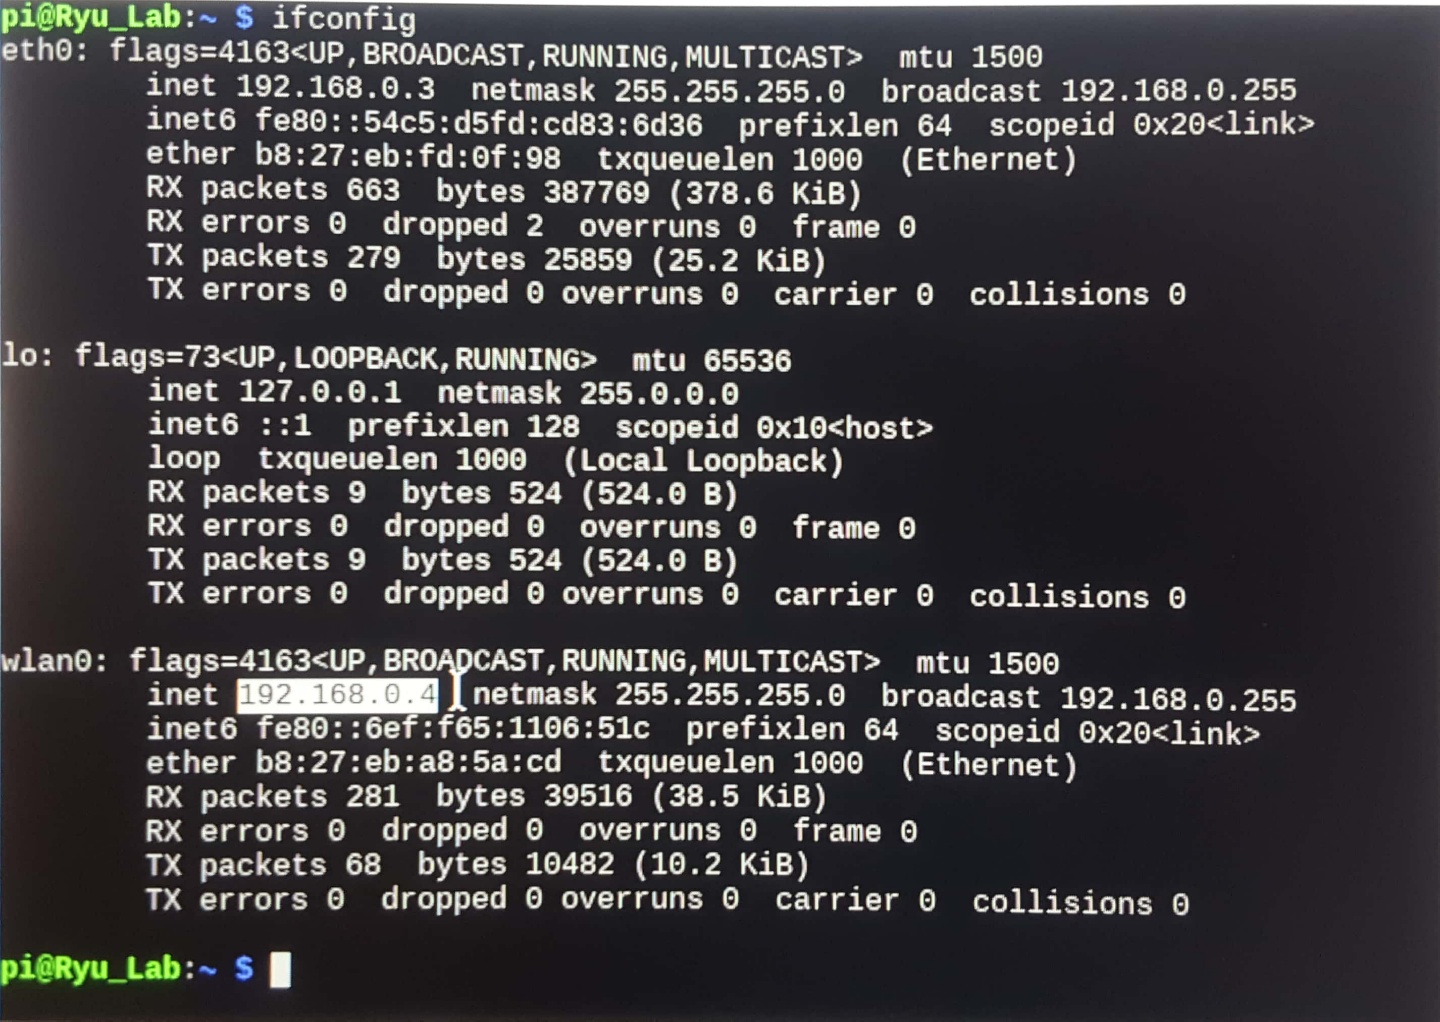 pi@Ryu_Lab:~ $ ifconfig
eth0: flags=4163<UP,BROADCAST,RUNNING,MULTICAST>  mtu 1500
        inet 192.168.0.3  netmask 255.255.255.0  broadcast 192.168.0.255
        inet6 fe80::54c5:d5fd:cd83:6d36  prefixlen 64  scopeid 0x20<link>
        ether b8:27:eb:fd:0f:98  txqueuelen 1000  (Ethernet)
        RX packets 663  bytes 387769 (378.6 KiB)
        RX errors 0  dropped 2  overruns 0  frame 0
        TX packets 279  bytes 25859 (25.2 KiB)
        TX errors 0  dropped 0 overruns 0  carrier 0  collisions 0

lo: flags=73<UP,LOOPBACK,RUNNING>  mtu 65536
        inet 127.0.0.1  netmask 255.0.0.0
        inet6 ::1  prefixlen 128  scopeid 0x10<host>
        loop  txqueuelen 1000  (Local Loopback)
        RX packets 9  bytes 524 (524.0 B)
        RX errors 0  dropped 0  overruns 0  frame 0
        TX packets 9  bytes 524 (524.0 B)
        TX errors 0  dropped 0 overruns 0  carrier 0  collisions 0

wlan0: flags=4163<UP,BROADCAST,RUNNING,MULTICAST>  mtu 1500
        inet 192.168.0.4  netmask 255.255.255.0  broadcast 192.168.0.255
        inet6 fe80::6ef:f65:1106:51c  prefixlen 64  scopeid 0x20<link>
        ether b8:27:eb:a8:5a:cd  txqueuelen 1000  (Ethernet)
        RX packets 281  bytes 39516 (38.5 KiB)
        RX errors 0  dropped 0  overruns 0  frame 0
        TX packets 68  bytes 10482 (10.2 KiB)
        TX errors 0  dropped 0 overruns 0  carrier 0  collisions 0

pi@Ryu_Lab:~ $